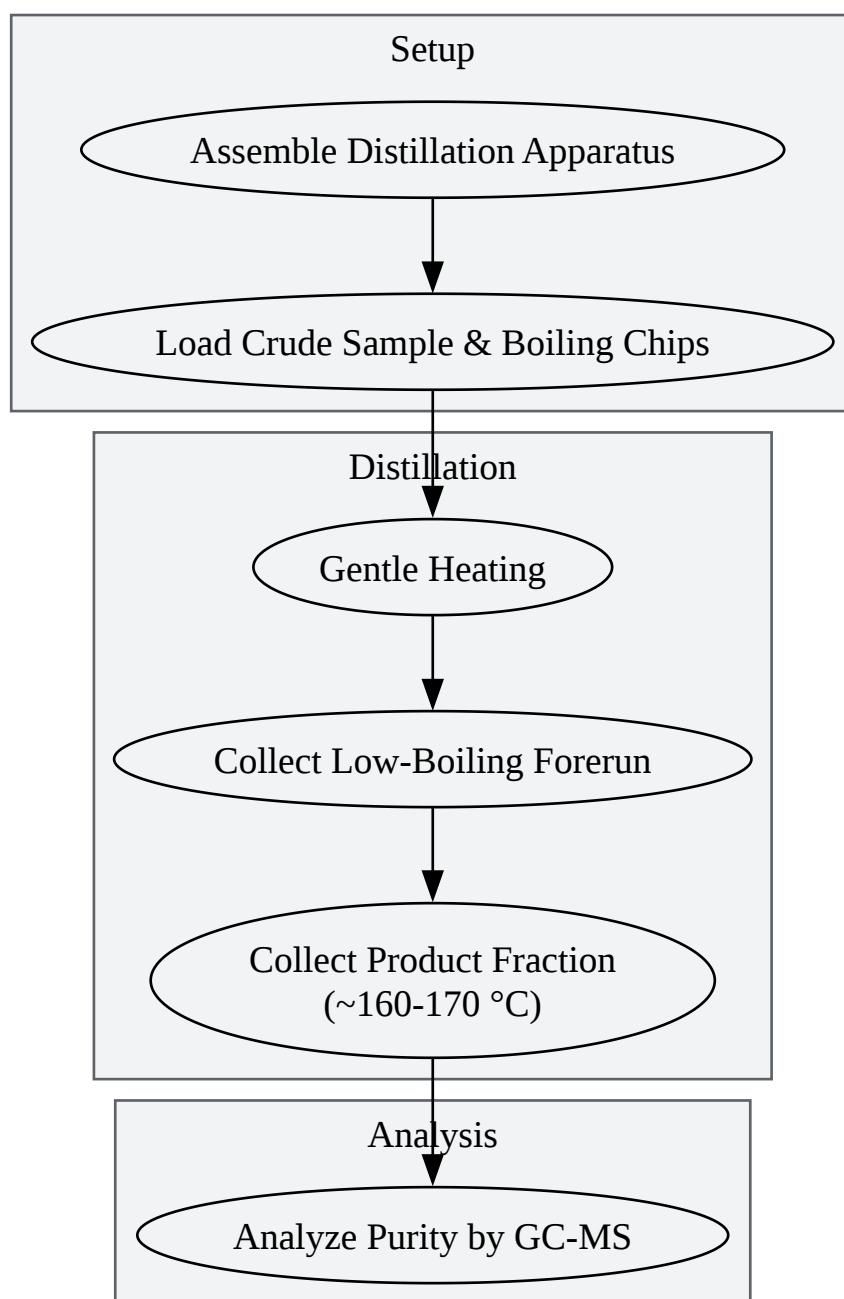 Setup
Assemble Distillation Apparatus
Load Crude Sample & Boiling Chips
Distillation
Gentle Heating
Collect Low-Boiling Forerun
Collect Product Fraction
(~160-170 °C)
Analysis
Analyze Purity by GC-MS